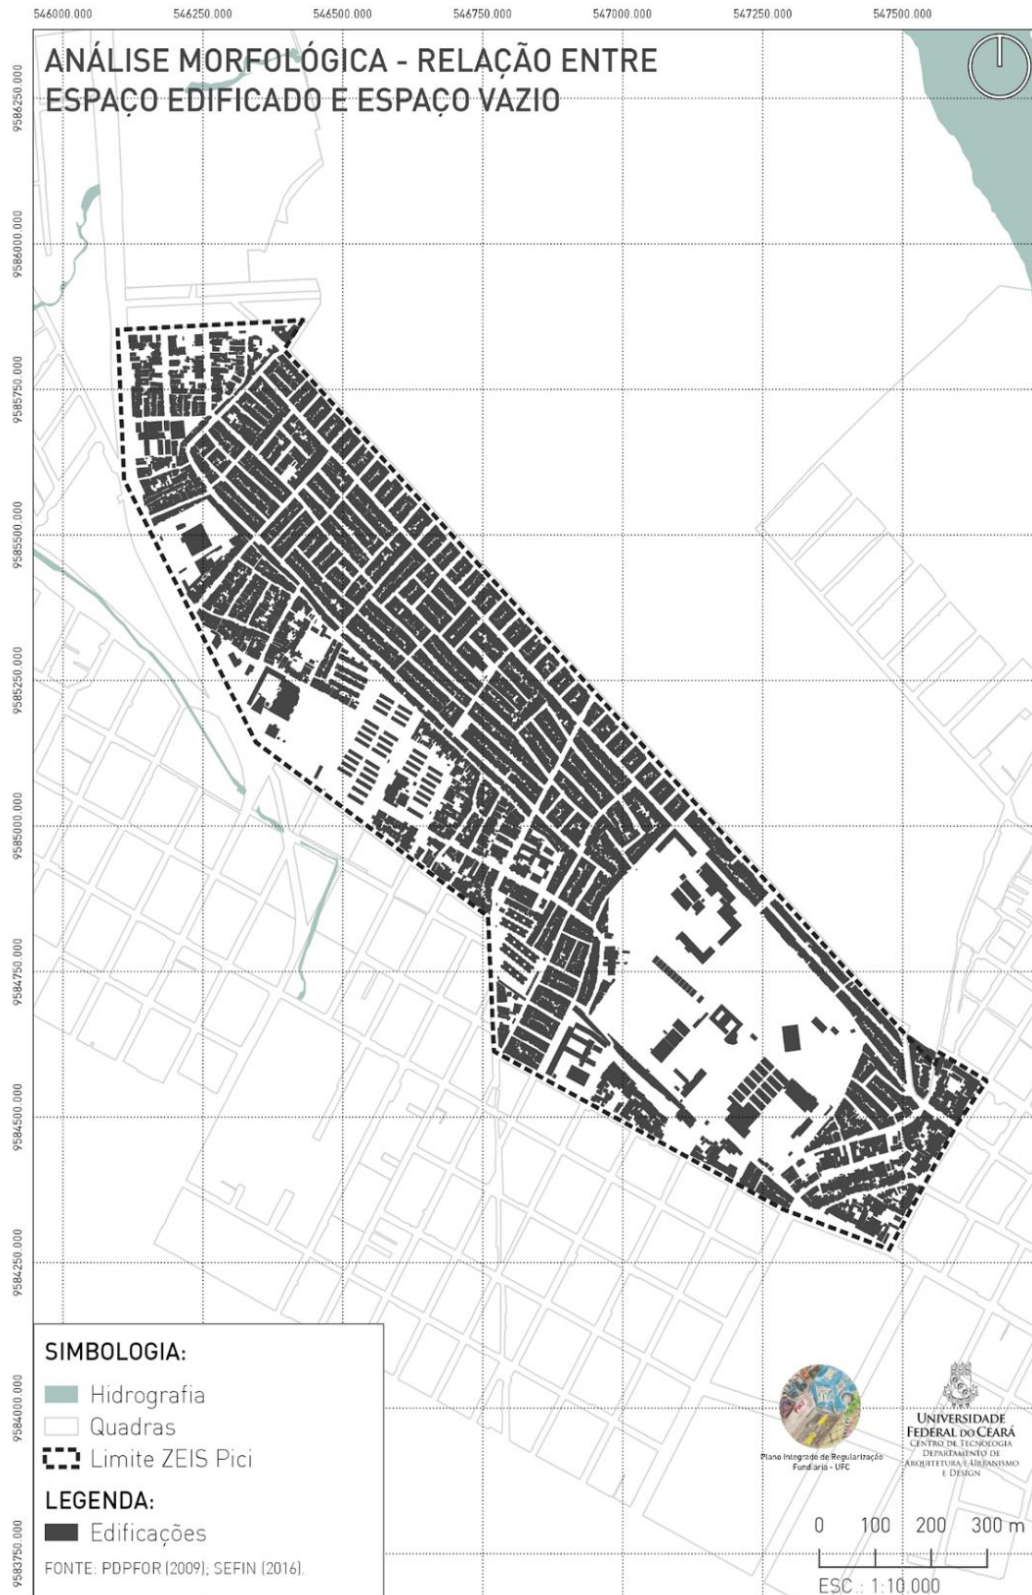 546000.000 546250.000 546500.000 546750.000 547000.000 547250.000 547500.000
ANÁLISE MORFOLÓGICA - RELAÇÃO ENTRE
ESPAÇO EDIFICADO E ESPAÇO VAZIO
9586250.000
9586000.000
9585750.000
9585500.000
9585250.000
9585000.000
9584750.000
9584500.000
9584250.000
9584000.000
9583750.000
SIMBOLOGIA:
Hidrografia
Quadras
Limite ZEIS Pici
LEGENDA:
Edificações
FONTE: PDPFOR (2009); SEFIN (2016).
Plano Integrado de Regularização
Fundiária - UFC
UNIVERSIDADE
FEDERAL DO CEARÁ
CENTRO DE TECNOLOGIA
DEPARTAMENTO DE
ARQUITETURA E URBANISMO
E DESIGN
0 100 200 300 m
ESC.: 1:10.000